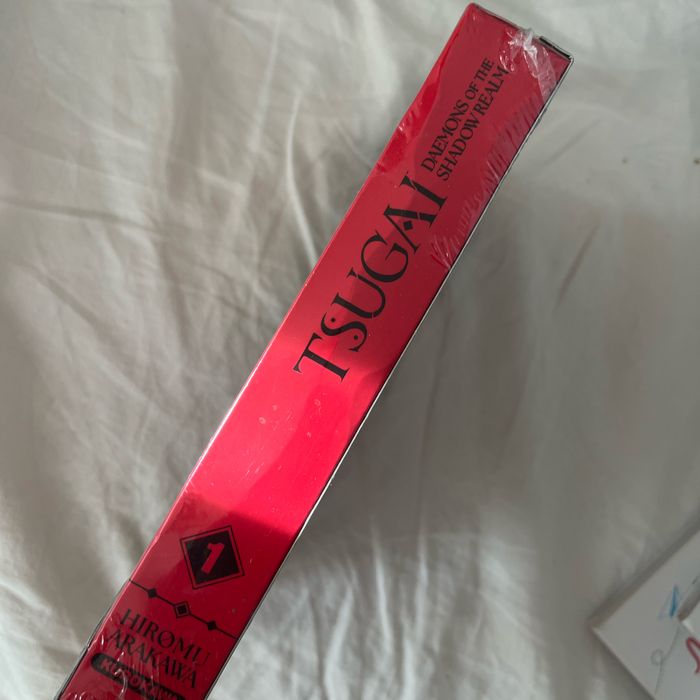 TSUGAI
DAEMONS OF THE
SHADOW REALM
1
HIROMU
ARAKAWA